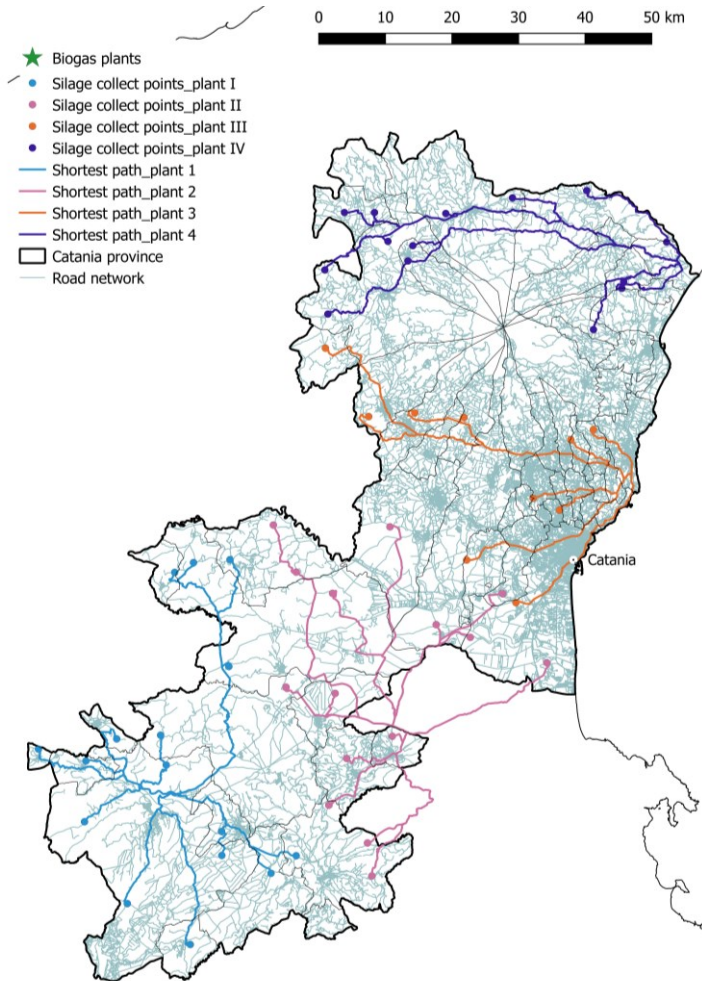 0 10 20 30 40 50 km
Biogas plants
Silage collect points_plant I
Silage collect points_plant II
Silage collect points_plant III
Silage collect points_plant IV
Shortest path_plant 1
Shortest path_plant 2
Shortest path_plant 3
Shortest path_plant 4
Catania province
Road network
Catania